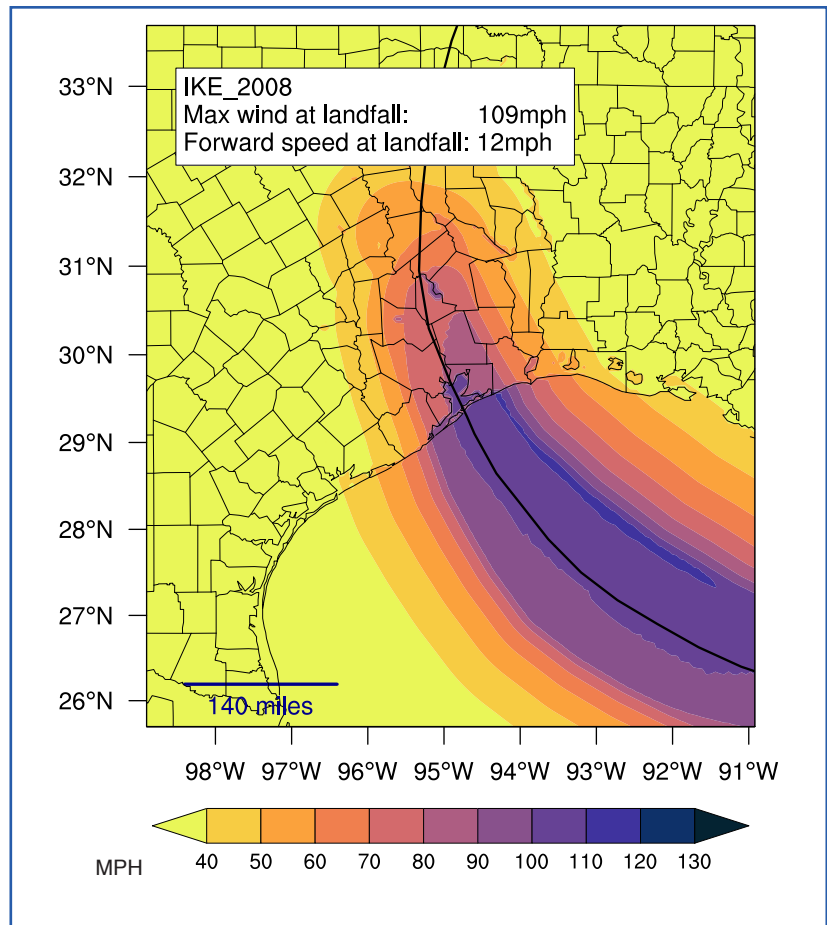 IKE_2008
Max wind at landfall: 109mph
Forward speed at landfall: 12mph
33°N
32°N
31°N
30°N
29°N
28°N
27°N
26°N
140 miles
98°W 97°W 96°W 95°W 94°W 93°W 92°W 91°W
40 50 60 70 80 90 100 110 120 130
MPH